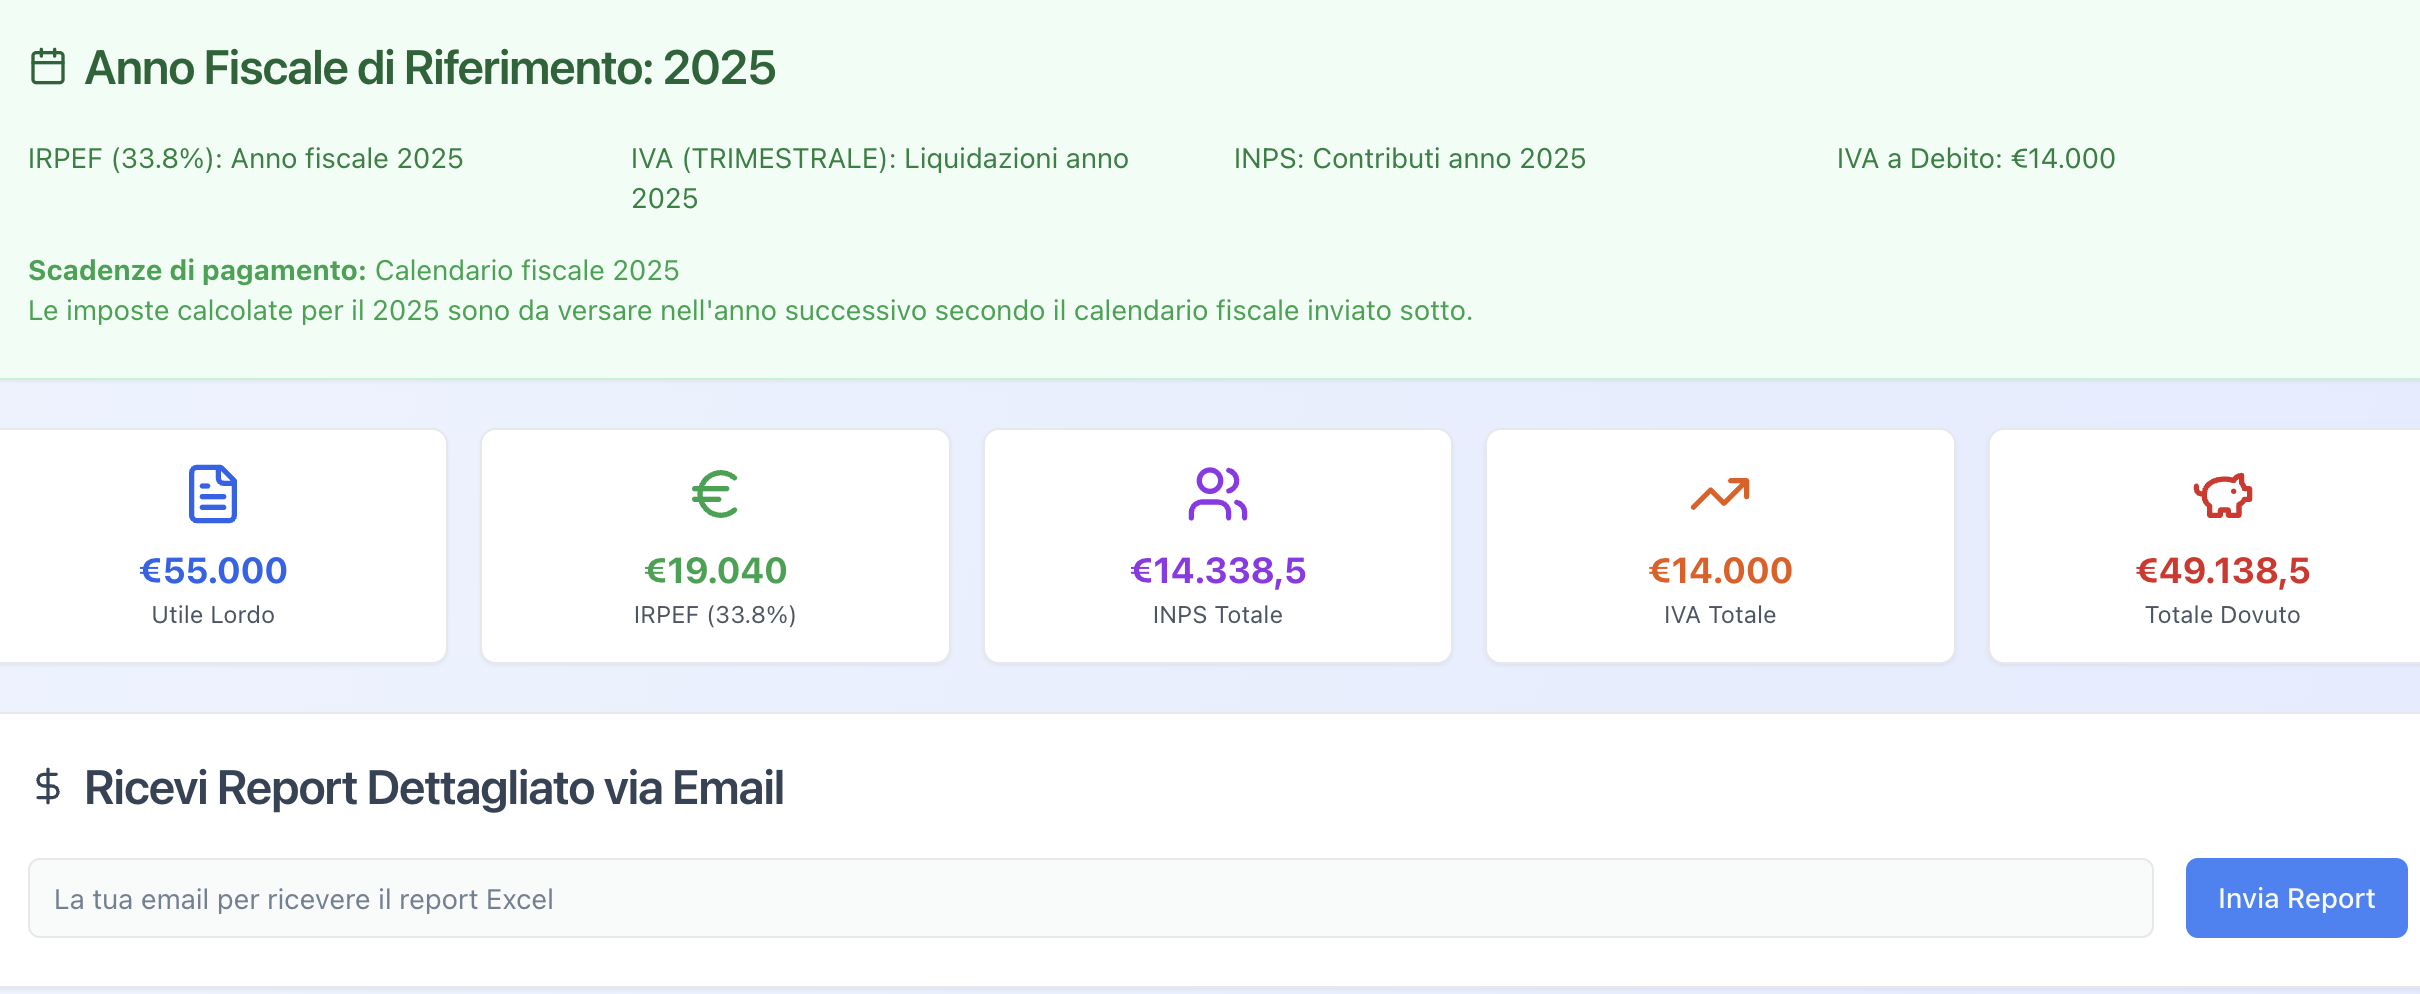 Anno Fiscale di Riferimento: 2025
IRPEF (33.8%): Anno fiscale 2025
IVA (TRIMESTRALE): Liquidazioni anno
2025
INPS: Contributi anno 2025
IVA a Debito: €14.000
Scadenze di pagamento: Calendario fiscale 2025
Le imposte calcolate per il 2025 sono da versare nell'anno successivo secondo il calendario fiscale inviato sotto.
€55.000
Utile Lordo
€19.040
IRPEF (33.8%)
€14.338,5
INPS Totale
€14.000
IVA Totale
€49.138,5
Totale Dovuto
Ricevi Report Dettagliato via Email
La tua email per ricevere il report Excel
Invia Report